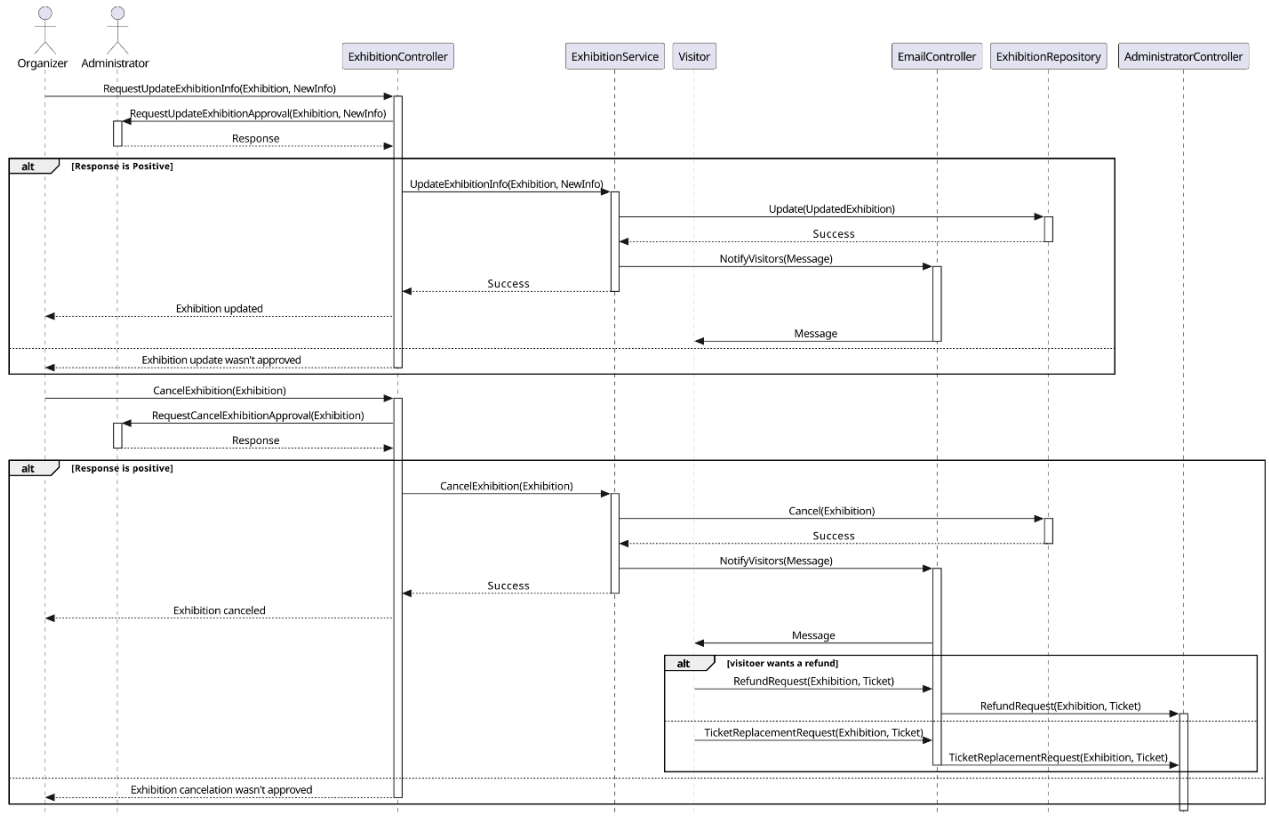 Organizer
Administrator
ExhibitionController
ExhibitionService
Visitor
EmailController
ExhibitionRepository
AdministratorController
RequestUpdateExhibitionInfo(Exhibition, NewInfo)
RequestUpdateExhibitionApproval(Exhibition, NewInfo)
Response
alt [Response is Positive]
UpdateExhibitionInfo(Exhibition, NewInfo)
Update(UpdatedExhibition)
Success
NotifyVisitors(Message)
Success
Exhibition updated
Message
Exhibition update wasn't approved
CancelExhibition(Exhibition)
RequestCancelExhibitionApproval(Exhibition)
Response
alt [Response is positive]
CancelExhibition(Exhibition)
Cancel(Exhibition)
Success
NotifyVisitors(Message)
Success
Exhibition canceled
Message
alt [visitoer wants a refund]
RefundRequest(Exhibition, Ticket)
RefundRequest(Exhibition, Ticket)
TicketReplacementRequest(Exhibition, Ticket)
TicketReplacementRequest(Exhibition, Ticket)
Exhibition cancelation wasn't approved